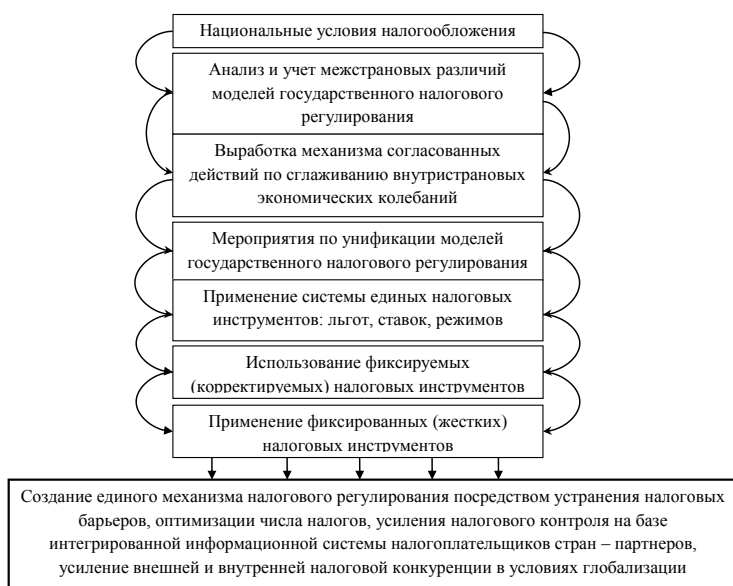 Национальные условия налогообложения
Анализ и учет межстрановых различий
моделей государственного налогового
регулирования
Выработка механизма согласованных
действий по сглаживанию внутристрановых
экономических колебаний
Мероприятия по унификации моделей
государственного налогового регулирования
Применение системы единых налоговых
инструментов: льгот, ставок, режимов
Использование фиксируемых
(корректируемых) налоговых инструментов
Применение фиксированных (жестких)
налоговых инструментов
Создание единого механизма налогового регулирования посредством устранения налоговых
барьеров, оптимизации числа налогов, усиления налогового контроля на базе
интегрированной информационной системы налогоплательщиков стран – партнеров,
усиление внешней и внутренней налоговой конкуренции в условиях глобализации